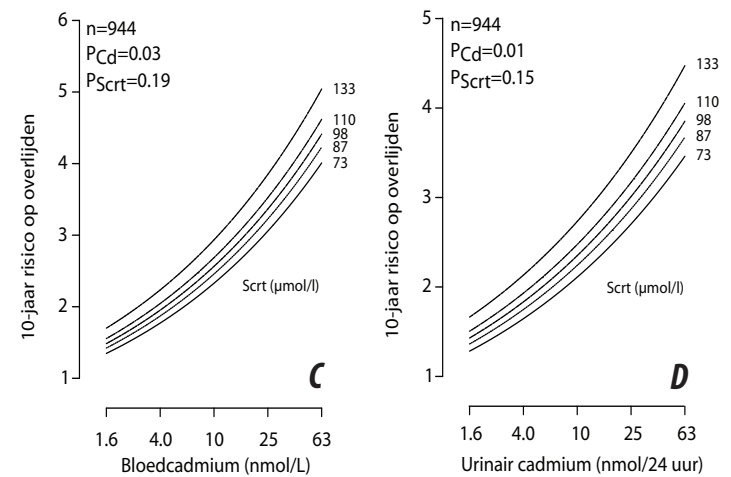 n=944
PCd=0.03
PScrt=0.19
6
5
4
3
2
1
10-jaar risico op overlijden
133
110
98
87
73
Scrt (µmol/l)
C
1.6 4.0 10 25 63
Bloedcadmium (nmol/L)
n=944
PCd=0.01
PScrt=0.15
5
4
3
2
1
10-jaar risico op overlijden
133
110
98
87
73
Scrt (µmol/l)
D
1.6 4.0 10 25 63
Urinair cadmium (nmol/24 uur)